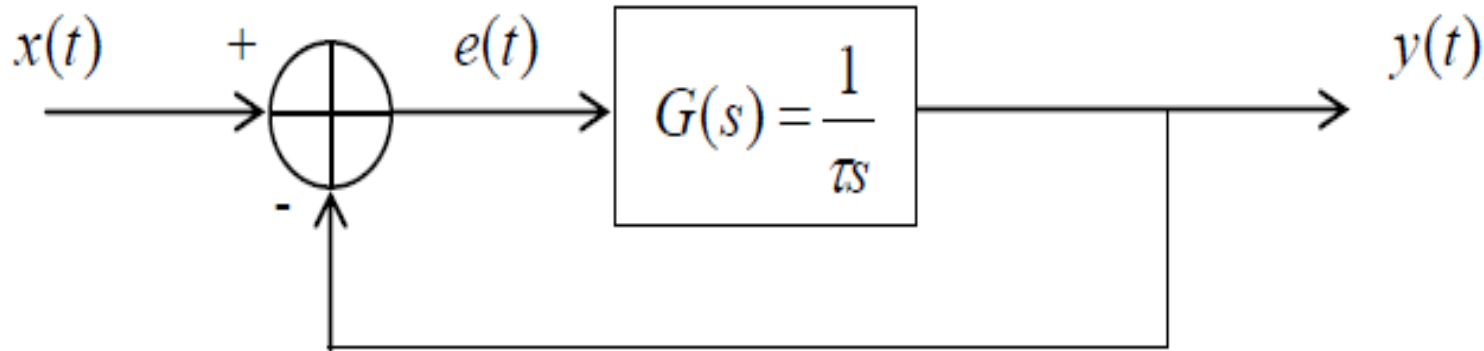 x(t)
+
e(t)
G(s) = 1/τs
y(t)
-